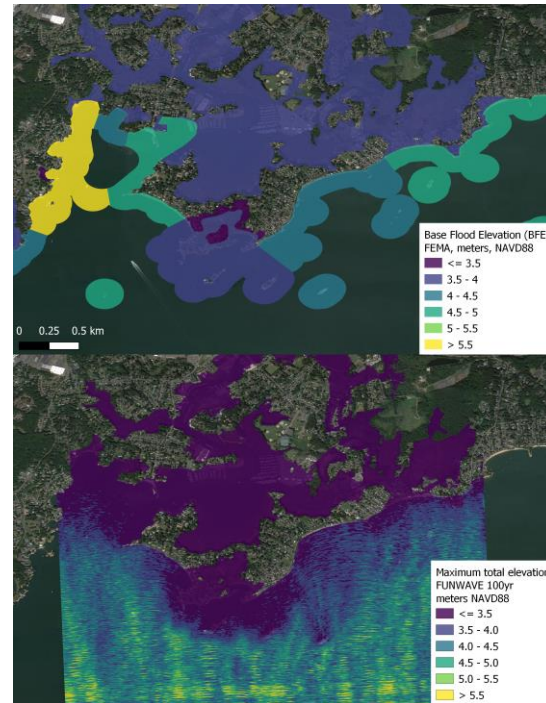 Base Flood Elevation (BFE
FEMA, meters, NAVD88
<= 3.5
3.5 - 4
4 - 4.5
4.5 - 5
5 - 5.5
> 5.5
0 0.25 0.5 km
Maximum total elevation
FUNWAVE 100yr
meters NAVD88
<= 3.5
3.5 - 4.0
4.0 - 4.5
4.5 - 5.0
5.0 - 5.5
> 5.5